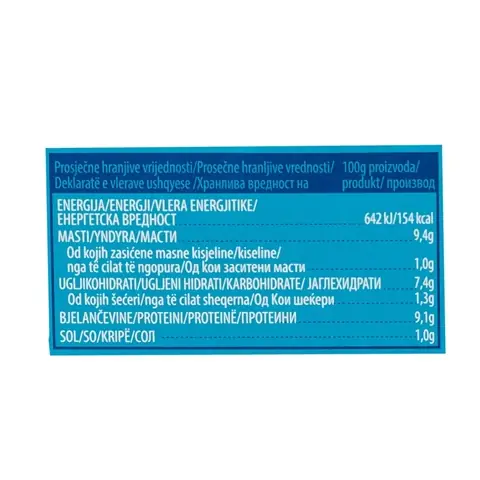 Prosječne hranjive vrijednosti/Prosečne hranljive vrednosti/ 100g proizvoda/
Deklaratë e vlerave ushqyese /Хранлива вредност на produkt/ производ
ENERGIJA/ENERGJI/VLERA ENERGJITIKE/
ЕНЕРГЕТСКА ВРЕДНОСТ 642 kJ/154 kcal
MASTI/YNDYRA/МАСТИ 9,4g
Od kojih zasićene masne kisjeline/kiseline/
nga të cilat të ngopura/Од кои заситени масти 1,0g
UGLJIKOHIDRATI/UGLJENI HIDRATI/KARBOHIDRATE/ ЈАГЛЕХИДРАТИ 7,4g
Od kojih šećeri/nga të cilat sheqerna/Од Кои шеќери 1,3g
BJELANČEVINE/PROTEINI/PROTEINË/ПРОТЕИНИ 9,1g
SOL/SO/KRIPË/СОЛ 1,0g